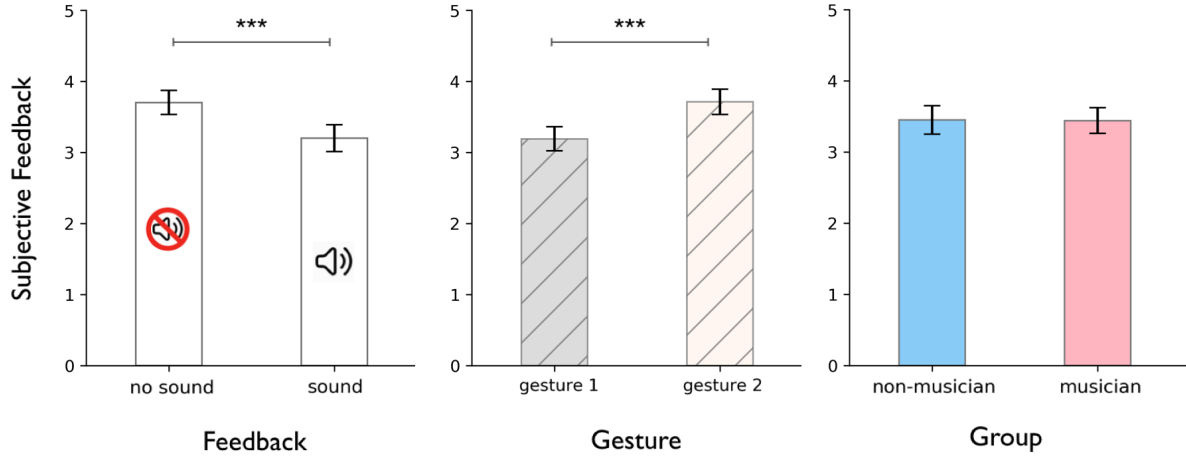 Subjective Feedback
5
4
3
2
1
0
***
no sound
sound
Feedback
5
4
3
2
1
0
***
gesture 1
gesture 2
Gesture
5
4
3
2
1
0
non-musician
musician
Group